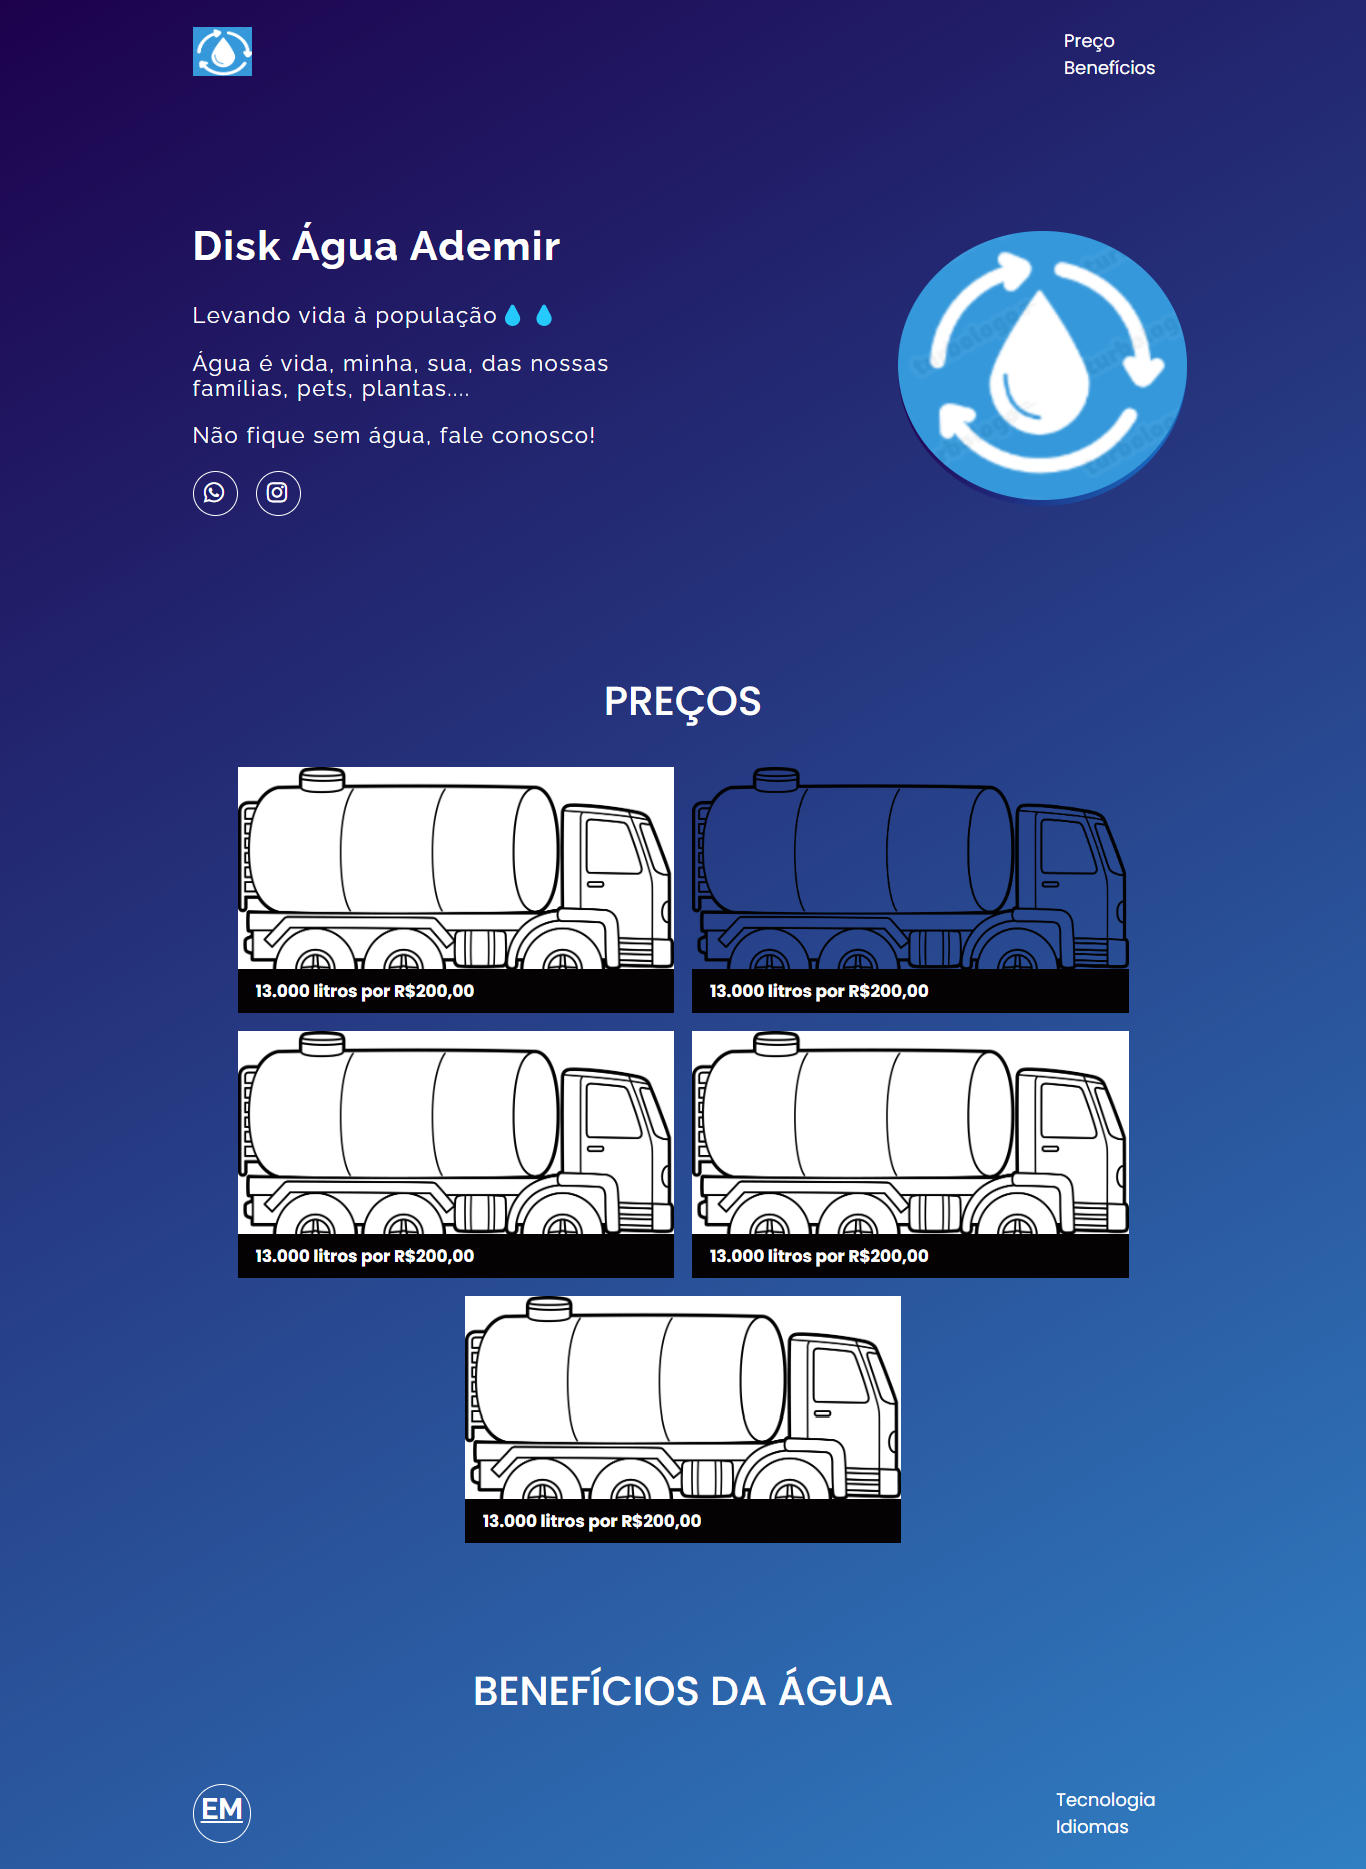 Preço
Benefícios
Disk Água Ademir
Levando vida à população
Água é vida, minha, sua, das nossas
famílias, pets, plantas....
Não fique sem água, fale conosco!
PREÇOS
13.000 litros por R$200,00
13.000 litros por R$200,00
13.000 litros por R$200,00
13.000 litros por R$200,00
13.000 litros por R$200,00
BENEFÍCIOS DA ÁGUA
EM
Tecnologia
Idiomas